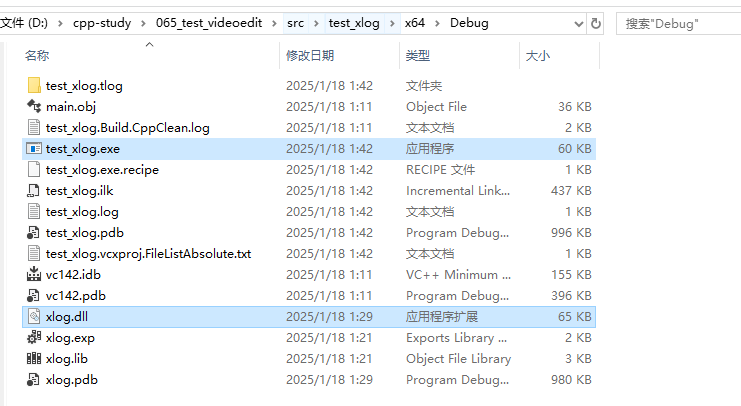 文件 (D:) › cpp-study › 065_test_videoedit › src › test_xlog › x64 › Debug 搜索"Debug"
名称 修改日期 类型 大小
test_xlog.tlog 2025/1/18 1:42 文件夹
main.obj 2025/1/18 1:11 Object File 36 KB
test_xlog.Build.CppClean.log 2025/1/18 1:11 文本文档 2 KB
test_xlog.exe 2025/1/18 1:42 应用程序 60 KB
test_xlog.exe.recipe 2025/1/18 1:42 RECIPE 文件 1 KB
test_xlog.ilk 2025/1/18 1:42 Incremental Link... 437 KB
test_xlog.log 2025/1/18 1:42 文本文档 1 KB
test_xlog.pdb 2025/1/18 1:42 Program Debug... 996 KB
test_xlog.vcxproj.FileListAbsolute.txt 2025/1/18 1:42 文本文档 1 KB
vc142.idb 2025/1/18 1:11 VC++ Minimum ... 155 KB
vc142.pdb 2025/1/18 1:11 Program Debug... 396 KB
xlog.dll 2025/1/18 1:29 应用程序扩展 65 KB
xlog.exp 2025/1/18 1:21 Exports Library ... 2 KB
xlog.lib 2025/1/18 1:21 Object File Library 3 KB
xlog.pdb 2025/1/18 1:29 Program Debug... 980 KB